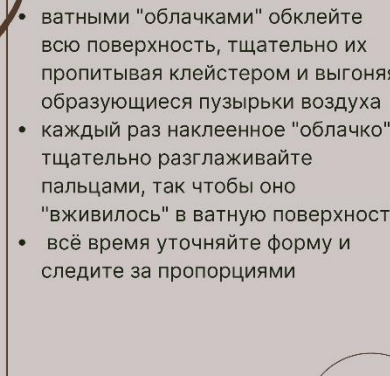 • ватными "облачками" обклейте
всю поверхность, тщательно их
пропитывая клейстером и выгоняя
образующиеся пузырьки воздуха
• каждый раз наклеенное "облачко"
тщательно разглаживайте
пальцами, так чтобы оно
"вживилось" в ватную поверхност
• всё время уточняйте форму и
следите за пропорциями